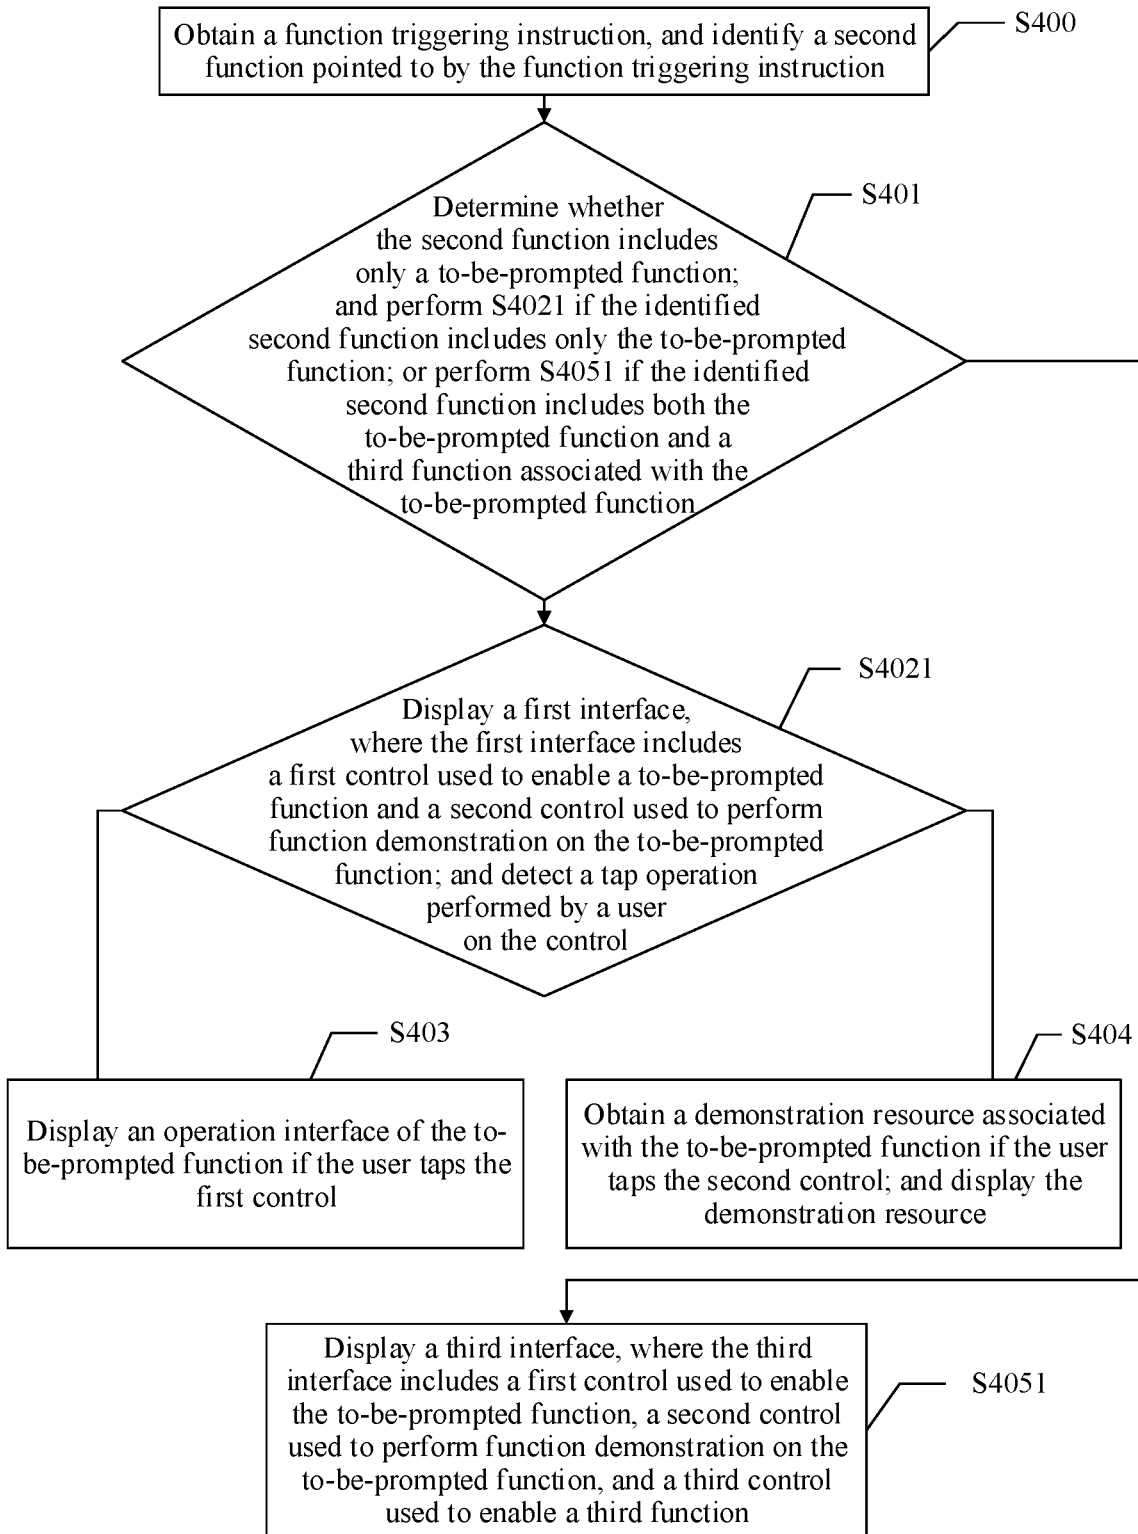 Obtain a function triggering instruction, and identify a second
function pointed to by the function triggering instruction
S400
Determine whether
the second function includes
only a to-be-prompted function;
and perform S4021 if the identified
second function includes only the to-be-prompted
function; or perform S4051 if the identified
second function includes both the
to-be-prompted function and a
third function associated with the
to-be-prompted function
S401
Display a first interface,
where the first interface includes
a first control used to enable a to-be-prompted
function and a second control used to perform
function demonstration on the to-be-prompted
function; and detect a tap operation
performed by a user
on the control
S4021
S403
Display an operation interface of the to-
be-prompted function if the user taps the
first control
S404
Obtain a demonstration resource associated
with the to-be-prompted function if the user
taps the second control; and display the
demonstration resource
Display a third interface, where the third
interface includes a first control used to enable
the to-be-prompted function, a second control
used to perform function demonstration on the
to-be-prompted function, and a third control
used to enable a third function
S4051